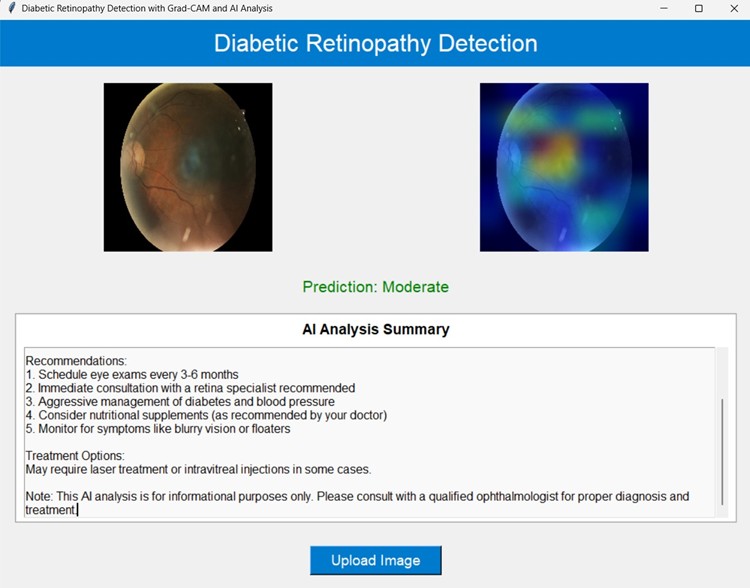 Diabetic Retinopathy Detection with Grad-CAM and AI Analysis
Diabetic Retinopathy Detection
Prediction: Moderate
AI Analysis Summary
Recommendations:
1. Schedule eye exams every 3-6 months
2. Immediate consultation with a retina specialist recommended
3. Aggressive management of diabetes and blood pressure
4. Consider nutritional supplements (as recommended by your doctor)
5. Monitor for symptoms like blurry vision or floaters
Treatment Options:
May require laser treatment or intravitreal injections in some cases.
Note: This AI analysis is for informational purposes only. Please consult with a qualified ophthalmologist for proper diagnosis and
treatment.
Upload Image